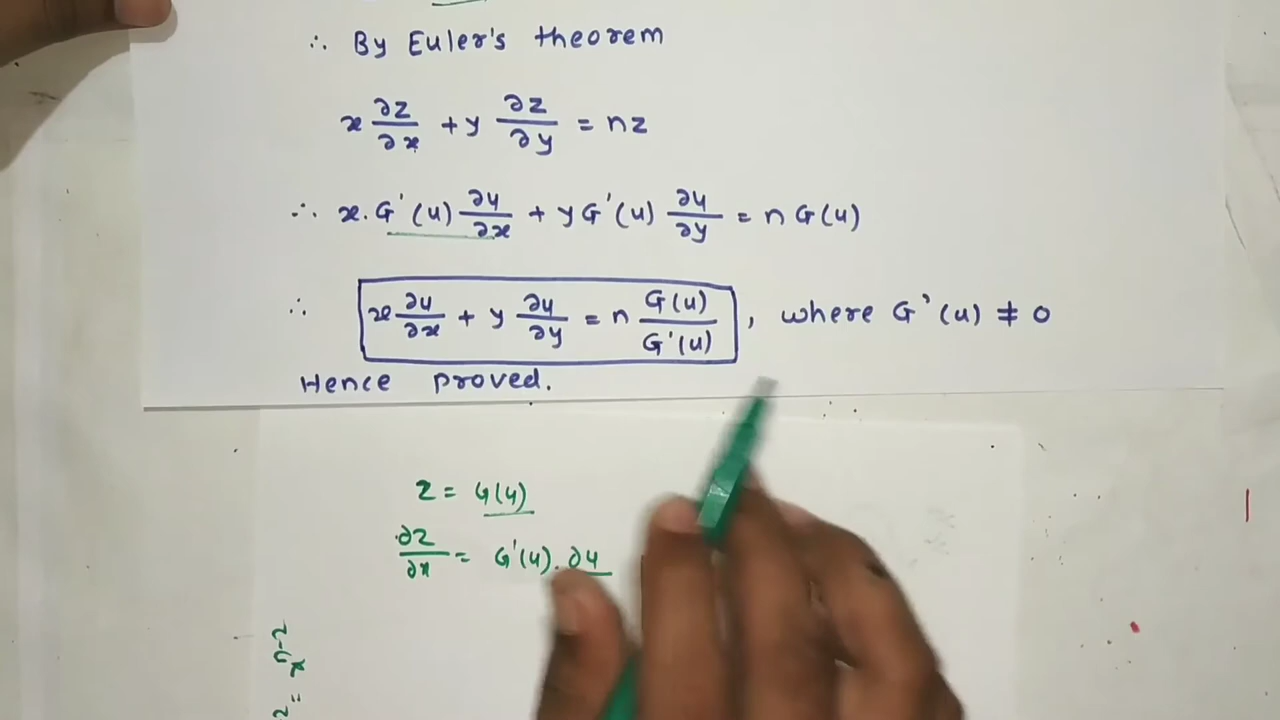 ∴ By Euler's theorem
x ∂z/∂x + y ∂z/∂y = nz
∴ x. G'(u) ∂u/∂x + y G'(u) ∂u/∂y = n G(u)
∴ x ∂u/∂x + y ∂u/∂y = n G(u)/G'(u) , where G'(u) ≠ 0
Hence proved.
z = G(u)
∂z/∂x = G'(u). ∂u